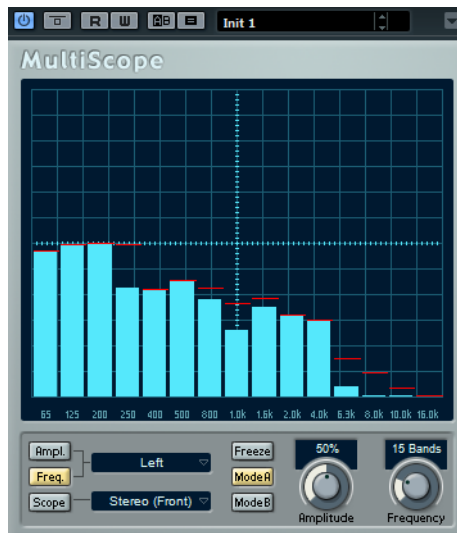 R W AB Init 1
MultiScope
65 125 200 250 400 500 800 1.0k 1.6k 2.0k 4.0k 6.3k 8.0k 10.0k 16.0k
Ampl. Freeze 50% 15 Bands
Left
Freq. Mode A
Scope Stereo (Front) Mode B
Amplitude Frequency